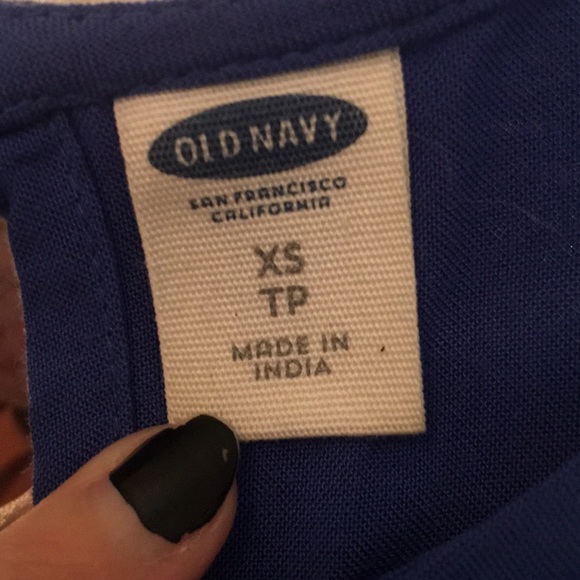 OLD NAVY
SAN FRANCISCO
CALIFORNIA
XS
TP
MADE IN
INDIA